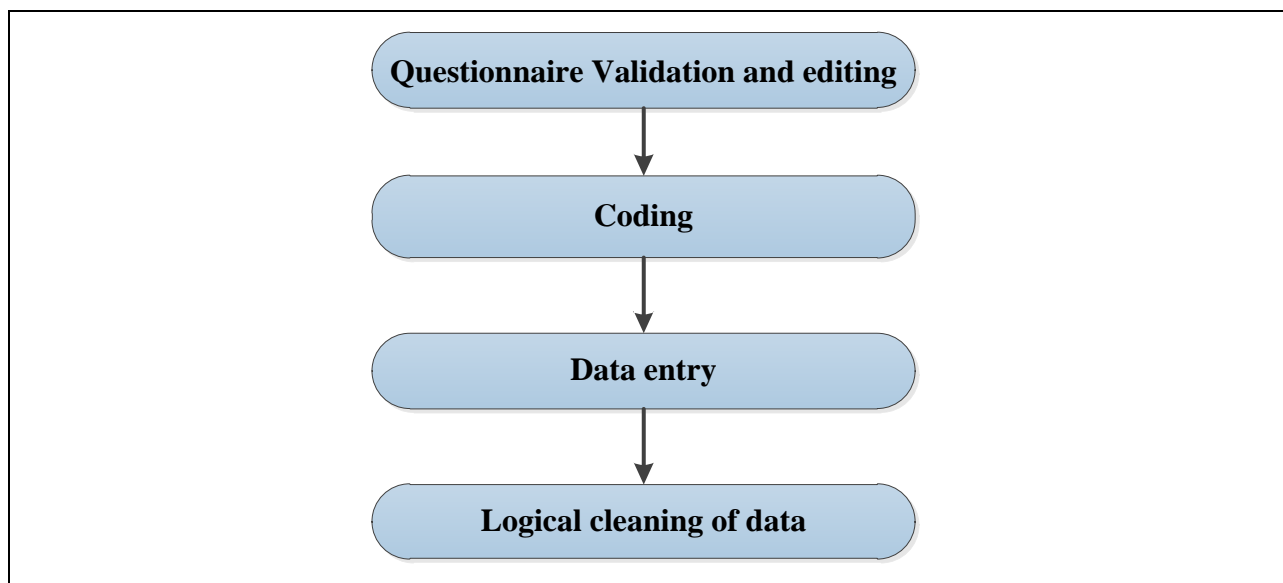 Questionnaire Validation and editing
Coding
Data entry
Logical cleaning of data